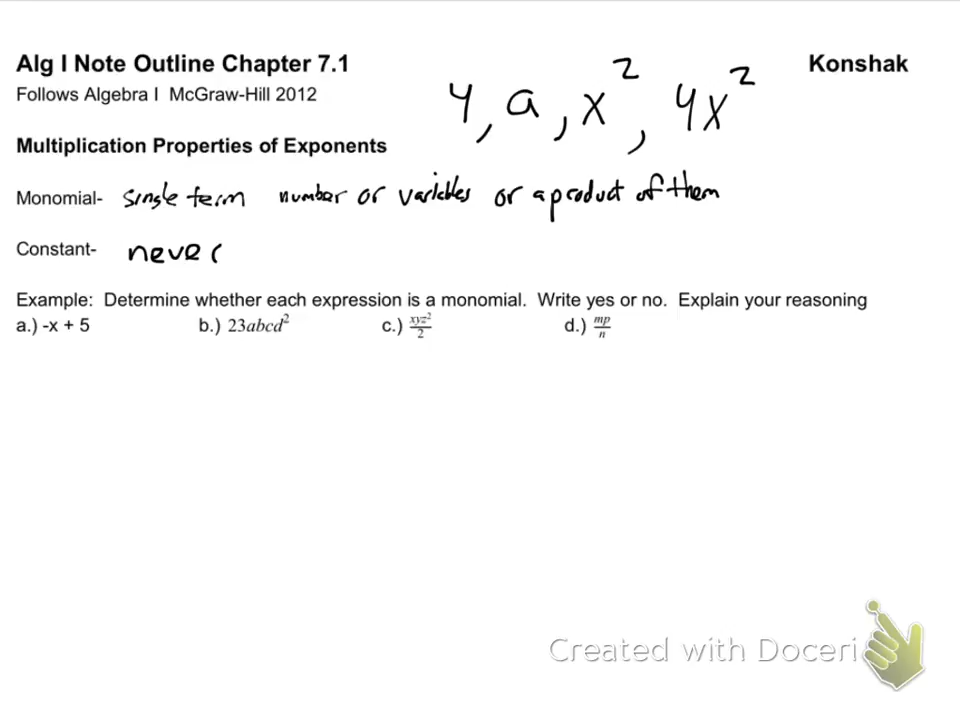 Alg I Note Outline Chapter 7.1 Konshak
Follows Algebra I McGraw-Hill 2012
4, a, x², 4x²
Multiplication Properties of Exponents
Monomial- single term number or variables or a product of them
Constant- never (
Example: Determine whether each expression is a monomial. Write yes or no. Explain your reasoning
a.) -x + 5 b.) 23abcd² c.) xyz²/2 d.) mp/n
Created with Doceri